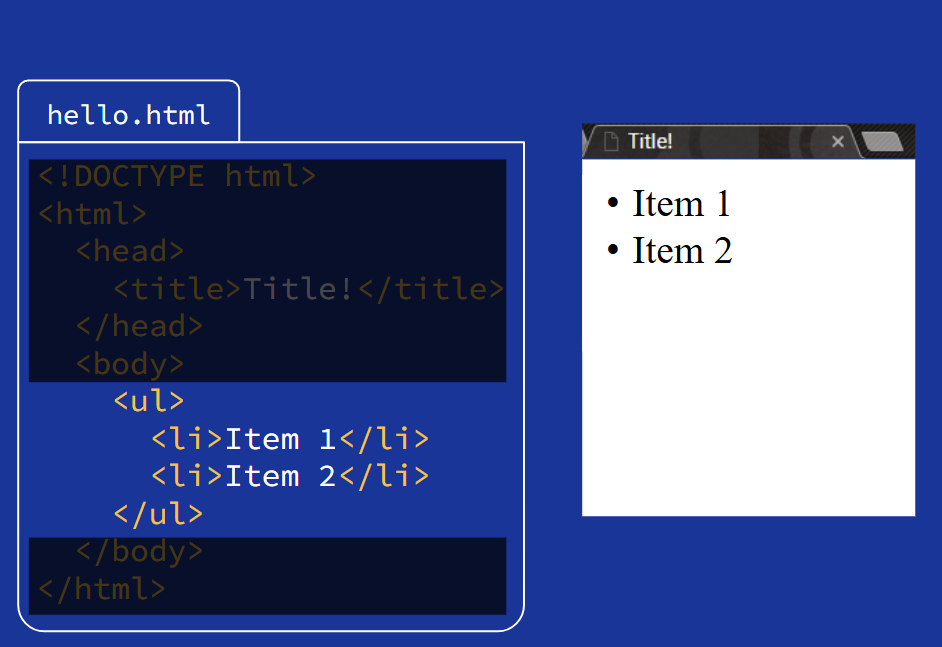 hello.html
<!DOCTYPE html>
<html>
  <head>
    <title>Title!</title>
  </head>
  <body>
    <ul>
      <li>Item 1</li>
      <li>Item 2</li>
    </ul>
  </body>
</html>
Title!
• Item 1
• Item 2